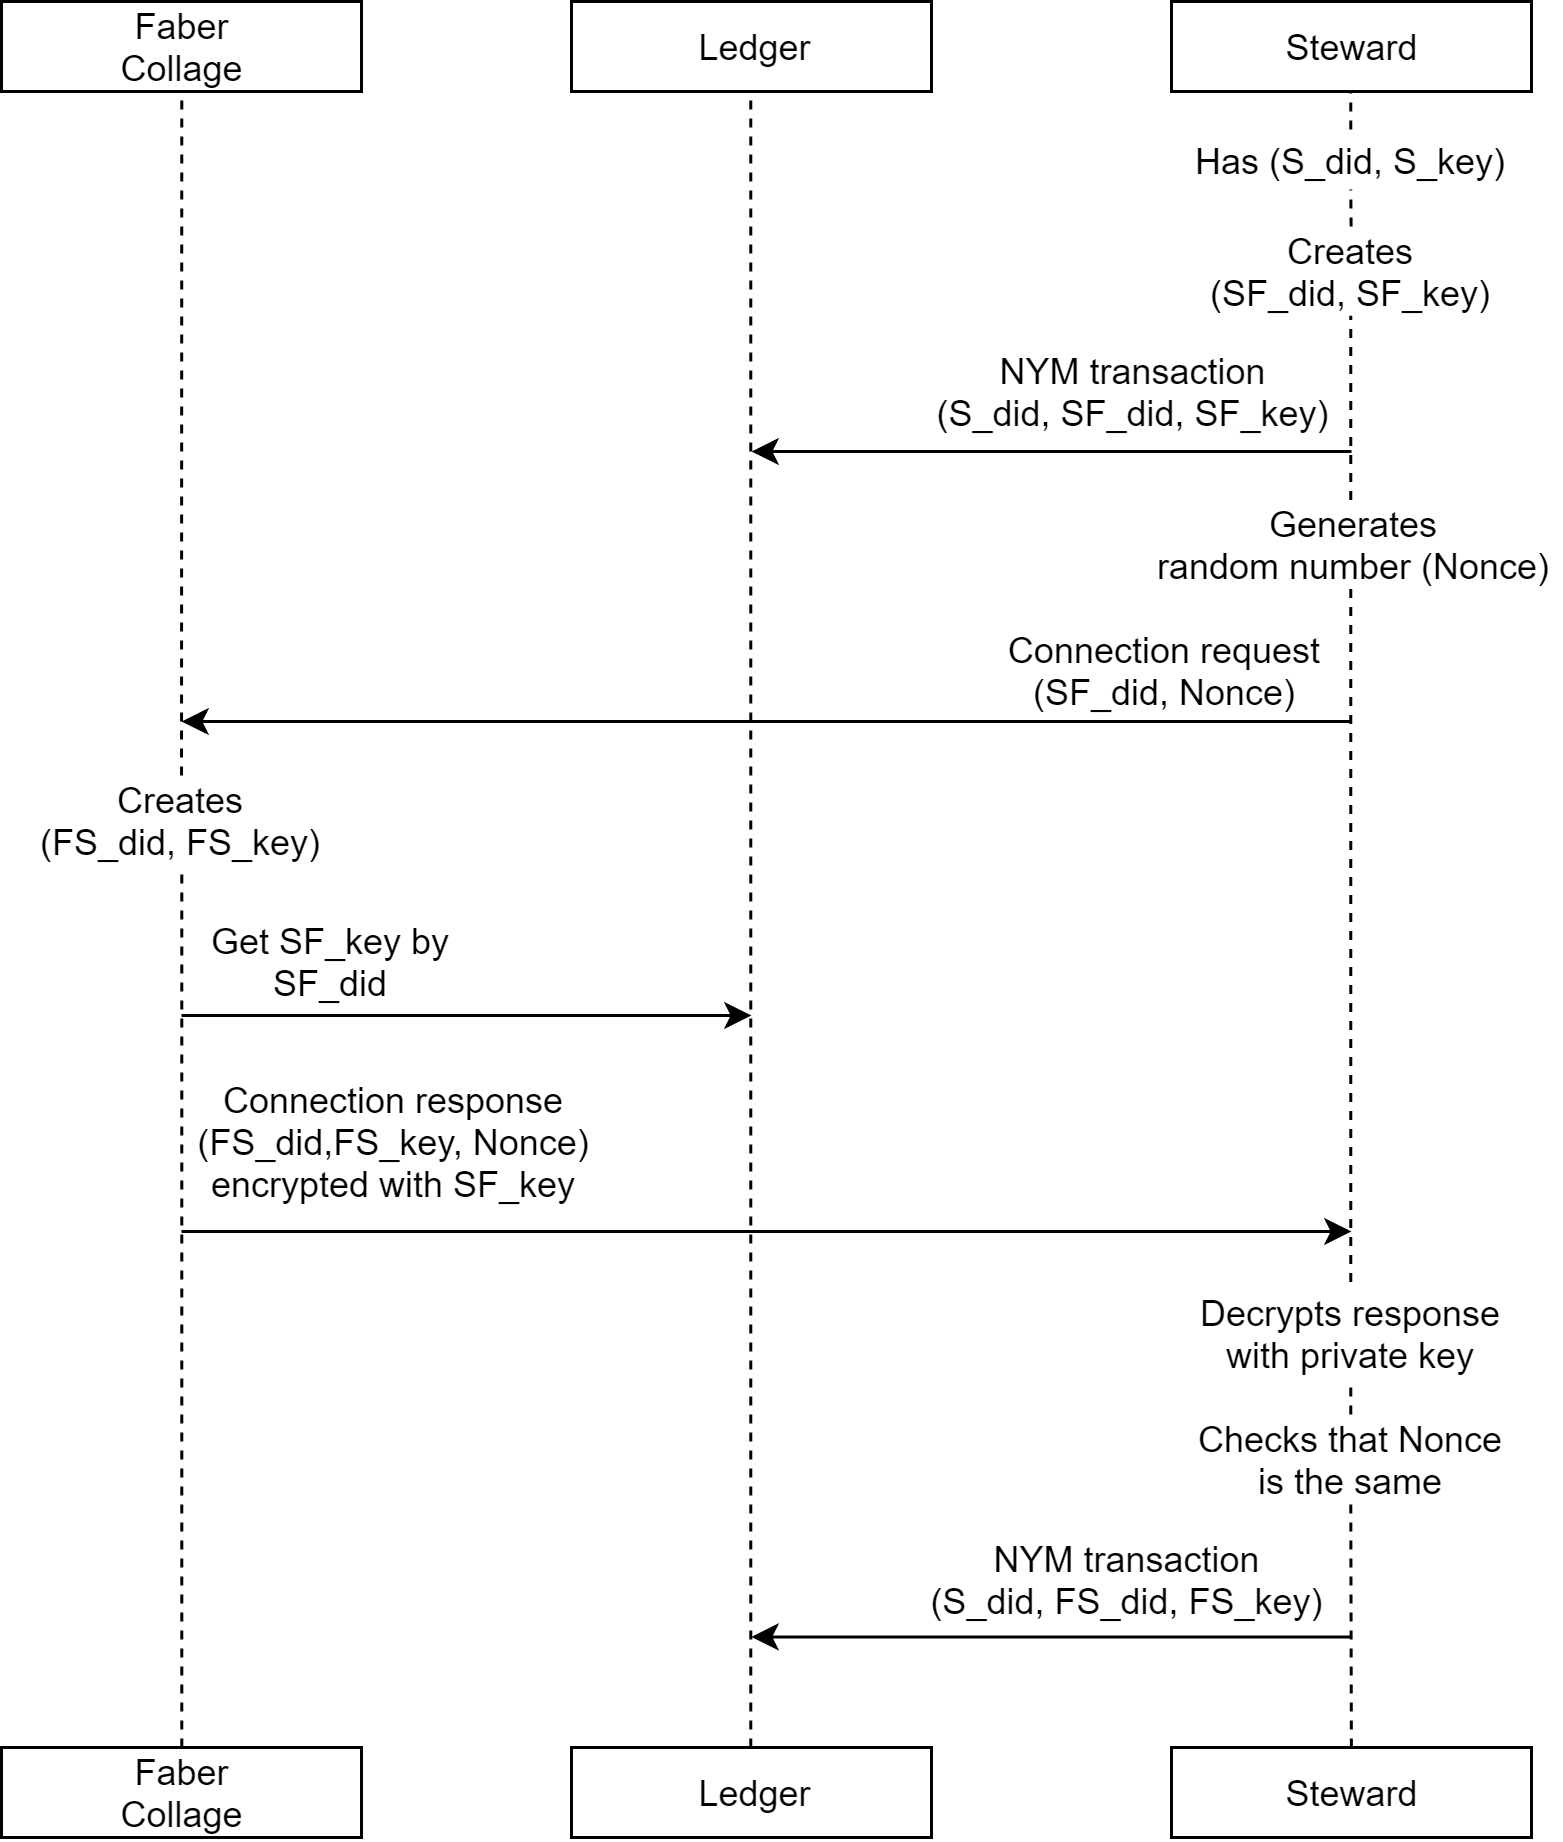 Faber
Collage
Ledger
Steward
Has (S_did, S_key)
Creates
(SF_did, SF_key)
NYM transaction
(S_did, SF_did, SF_key)
Generates
random number (Nonce)
Connection request
(SF_did, Nonce)
Creates
(FS_did, FS_key)
Get SF_key by
SF_did
Connection response
(FS_did,FS_key, Nonce)
encrypted with SF_key
Decrypts response
with private key
Checks that Nonce
is the same
NYM transaction
(S_did, FS_did, FS_key)
Faber
Collage
Ledger
Steward